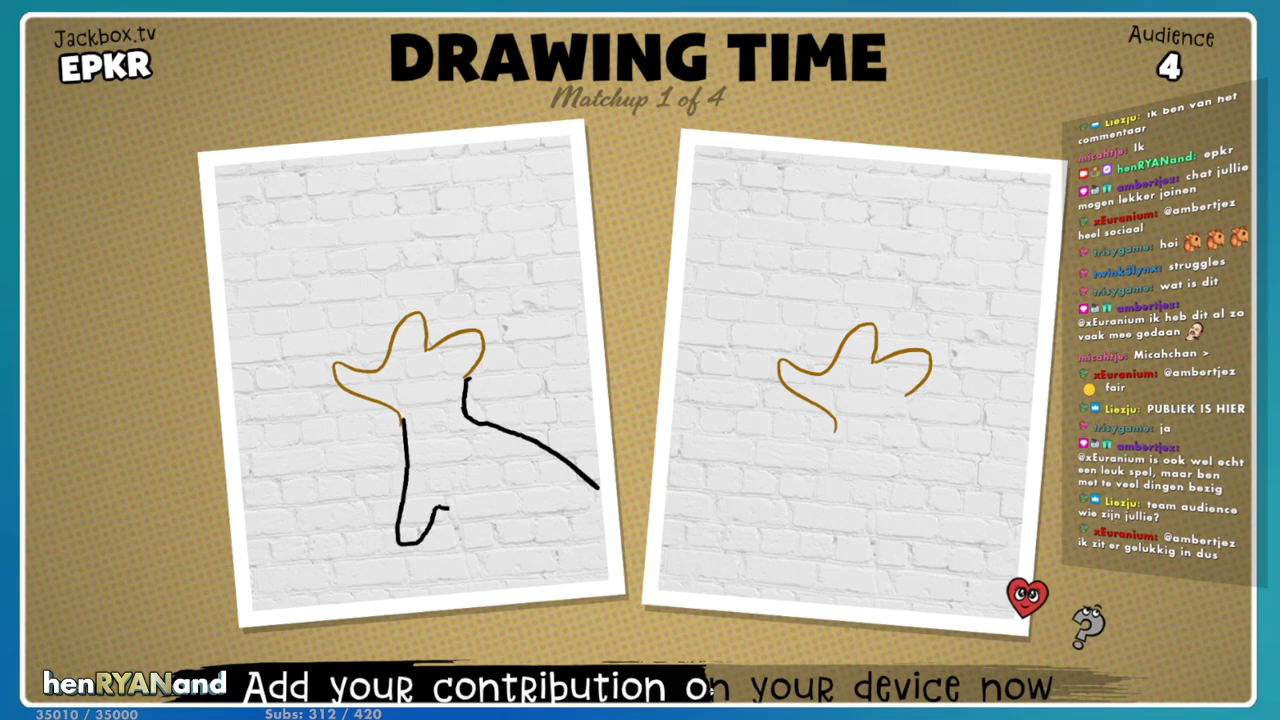 Jackbox.tv
EPKR
DRAWING TIME
Matchup 1 of 4
Audience
4
Liezju: Ik ben van het
commentaar
micahtje: Ik
henRYANand: epkr
ambertjez: chat jullie
mogen lekker joinen
xEuranium: @ambertjez
heel sociaal
trisygame: hoi
twink3lynx: struggles
trisygame: wat is dit
ambertjez:
@xEuranium ik heb dit al zo
vaak mee gedaan
micahtje: Micahchan >
xEuranium: @ambertjez
fair
Liezju: PUBLIEK IS HIER
trisygame: ja
ambertjez:
@xEuranium is ook wel echt
een leuk spel, maar ben
met te veel dingen bezig
Liezju: team audience
wie zijn jullie?
xEuranium: @ambertjez
ik zit er gelukkig in dus
henRYANand
Add your contribution on your device now
35010 / 35000
Subs: 312 / 420